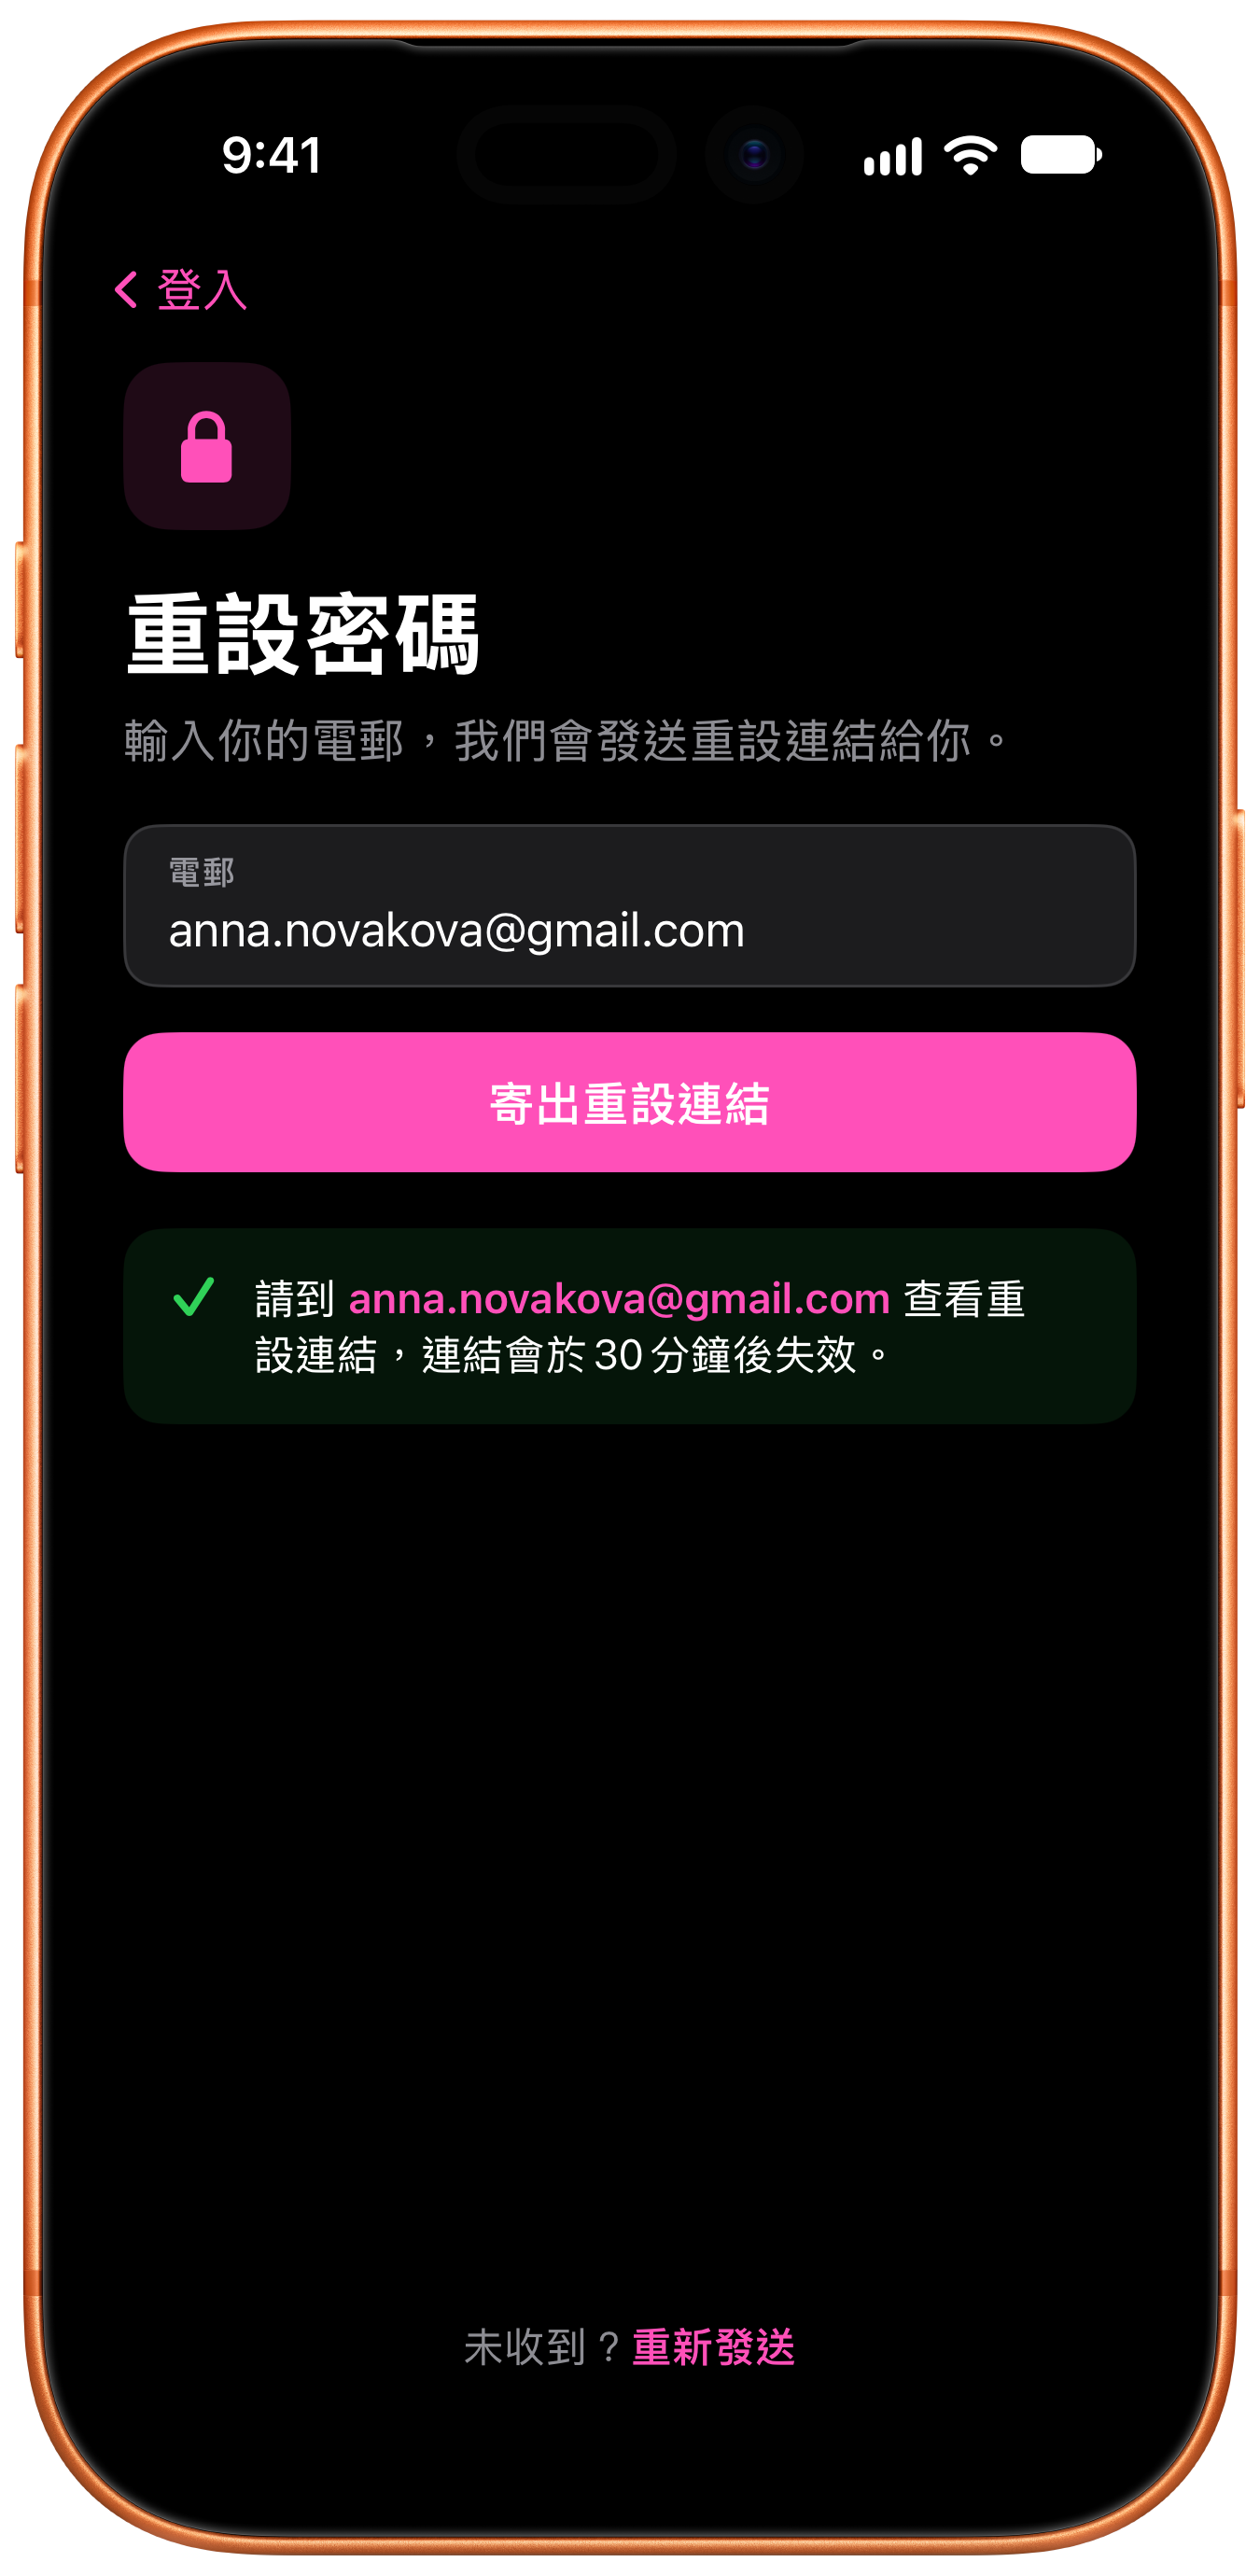 9:41
登入
重設密碼
輸入你的電郵，我們會發送重設連結給你。
電郵
anna.novakova@gmail.com
寄出重設連結
請到 anna.novakova@gmail.com 查看重
設連結，連結會於 30 分鐘後失效。
未收到？重新發送